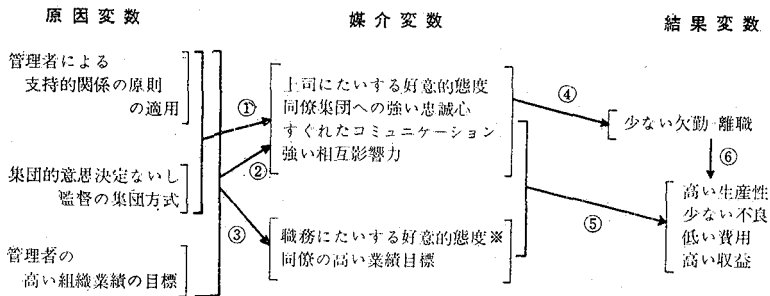 原因変数
媒介変数
結果変数
管理者による
支持的関係の原則
の適用
集団的意思決定ないし
監督の集団方式
管理者の
高い組織業績の目標
①
②
③
上司にたいする好意的態度
同僚集団への強い忠誠心
すぐれたコミュニケーション
強い相互影響力
職務にたいする好意的態度※
同僚の高い業績目標
④
⑤
少ない欠勤・離職
⑥
高い生産性
少ない不良
低い費用
高い収益